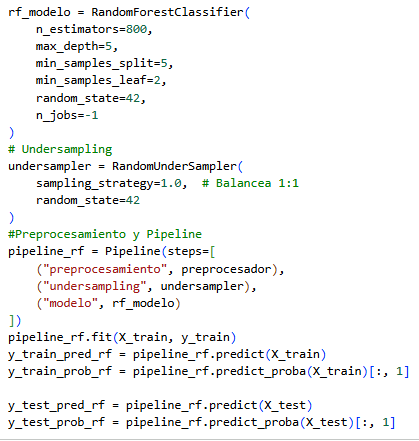 rf_modelo = RandomForestClassifier(
    n_estimators=800,
    max_depth=5,
    min_samples_split=5,
    min_samples_leaf=2,
    random_state=42,
    n_jobs=-1
)
# Undersampling
undersampler = RandomUnderSampler(
    sampling_strategy=1.0,  # Balancea 1:1
    random_state=42
)
#Preprocesamiento y Pipeline
pipeline_rf = Pipeline(steps=[
    ("preprocesamiento", preprocesador),
    ("undersampling", undersampler),
    ("modelo", rf_modelo)
])
pipeline_rf.fit(X_train, y_train)
y_train_pred_rf = pipeline_rf.predict(X_train)
y_train_prob_rf = pipeline_rf.predict_proba(X_train)[:, 1]

y_test_pred_rf = pipeline_rf.predict(X_test)
y_test_prob_rf = pipeline_rf.predict_proba(X_test)[:, 1]